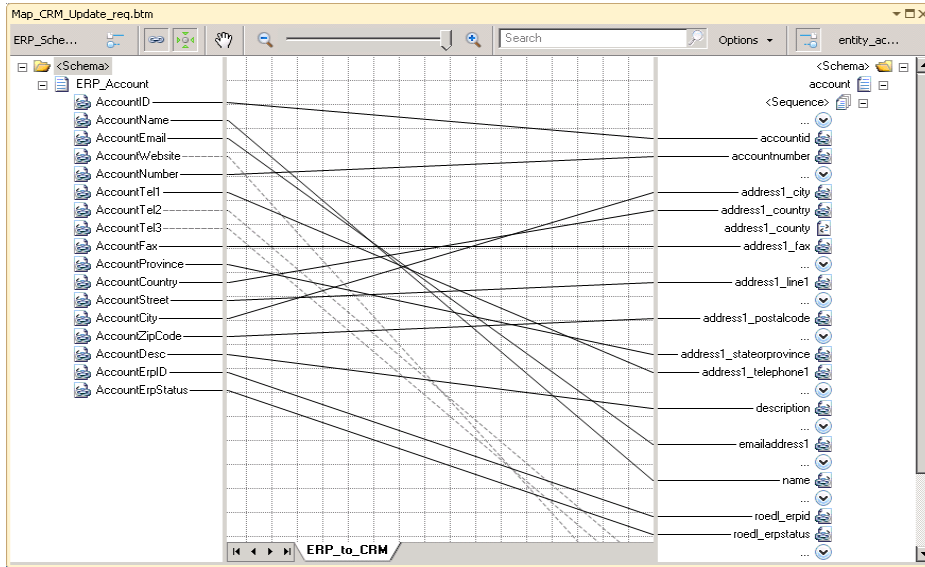 Map_CRM_Update_req.btm
ERP_Sche...
Search
Options
entity_ac...
<Schema>
ERP_Account
AccountID
AccountName
AccountEmail
AccountWebsite
AccountNumber
AccountTel1
AccountTel2
AccountTel3
AccountFax
AccountProvince
AccountCountry
AccountStreet
AccountCity
AccountZipCode
AccountDesc
AccountErpID
AccountErpStatus
<Schema>
account
<Sequence>
...
accountid
accountnumber
...
address1_city
address1_country
address1_county
address1_fax
...
address1_line1
...
address1_postalcode
...
address1_stateorprovince
address1_telephone1
...
description
...
emailaddress1
...
name
...
roedl_erpid
roedl_erpstatus
...
ERP_to_CRM